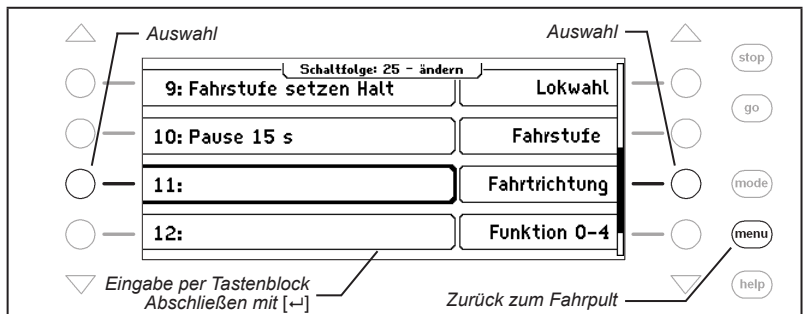 Auswahl
Auswahl
stop
Schaltfolge: 25 - ändern
9: Fahrstufe setzen Halt
Lokwahl
go
10: Pause 15 s
Fahrstufe
11:
Fahrtrichtung
mode
12:
Funktion 0-4
menu
Eingabe per Tastenblock
Abschließen mit [↵]
Zurück zum Fahrpult
help